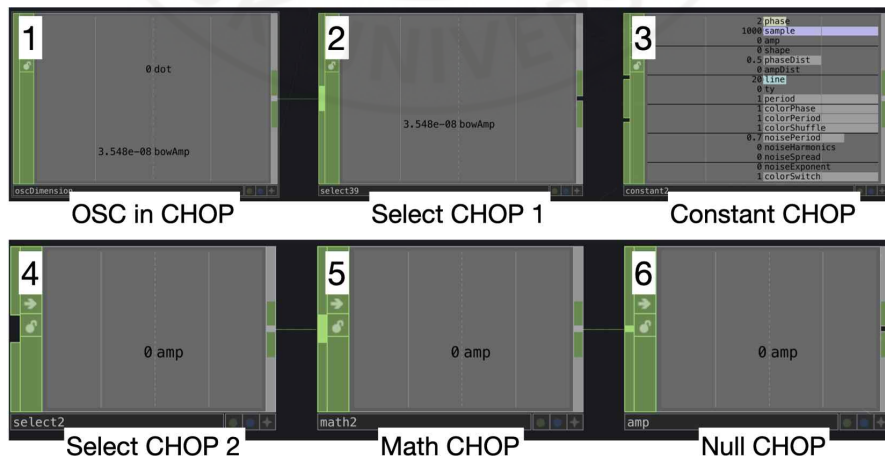 1
0 dot
3.548e-08 bowAmp
oscDimension
OSC in CHOP
2
3.548e-08 bowAmp
select39
Select CHOP 1
3
2 phase
1000 sample
0 amp
0 shape
0.5 phaseDist
0 ampDist
20 line
0 ty
1 period
1 colorPhase
1 colorPeriod
1 colorShuffle
0.7 noisePeriod
0 noiseHarmonics
0 noiseSpread
0 noiseExponent
1 colorSwitch
constant2
Constant CHOP
4
0 amp
select2
Select CHOP 2
5
0 amp
math2
Math CHOP
6
0 amp
amp
Null CHOP